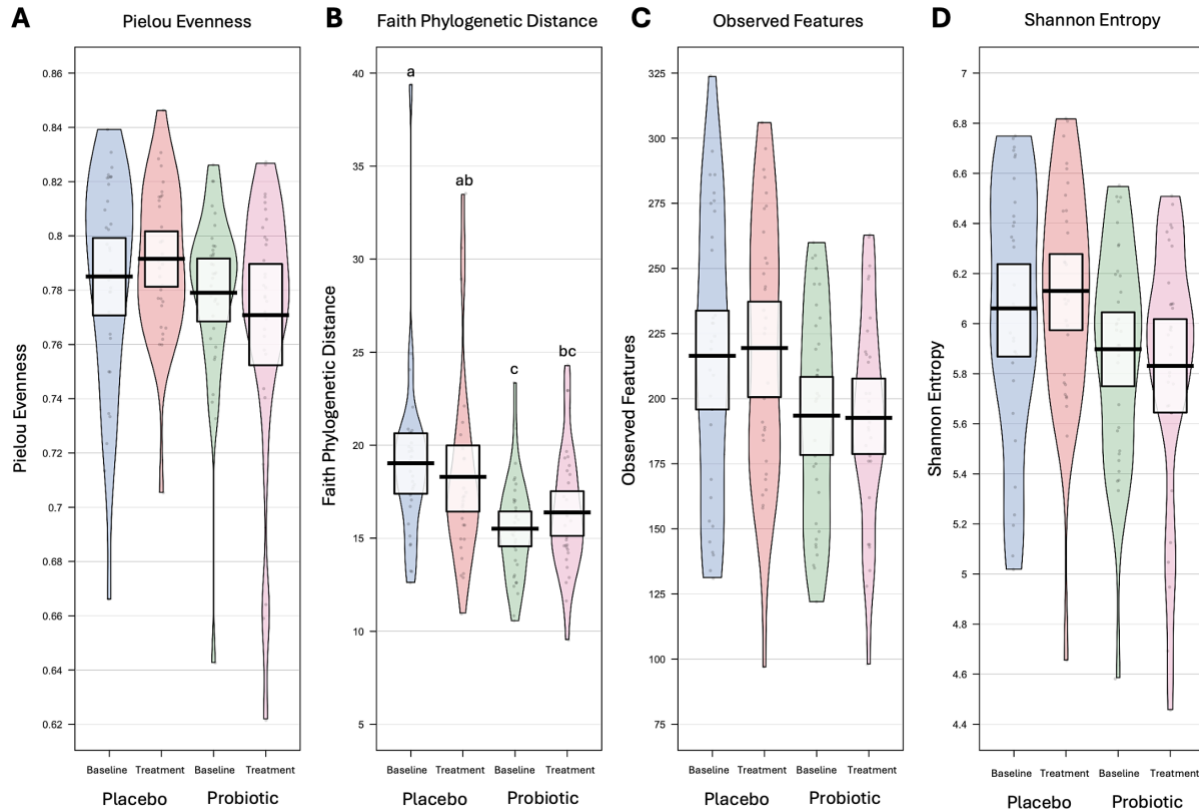 A
Pielou Evenness
Pielou Evenness
0.86
0.84
0.82
0.8
0.78
0.76
0.74
0.72
0.7
0.68
0.66
0.64
0.62
Baseline Treatment Baseline Treatment
Placebo Probiotic
B
Faith Phylogenetic Distance
Faith Phylogenetic Distance
40
35
30
25
20
15
10
5
a
ab
c
bc
Baseline Treatment Baseline Treatment
Placebo Probiotic
C
Observed Features
Observed Features
325
300
275
250
225
200
175
150
125
100
75
Baseline Treatment Baseline Treatment
Placebo Probiotic
D
Shannon Entropy
Shannon Entropy
7
6.8
6.6
6.4
6.2
6
5.8
5.6
5.4
5.2
5
4.8
4.6
4.4
Baseline Treatment Baseline Treatment
Placebo Probiotic